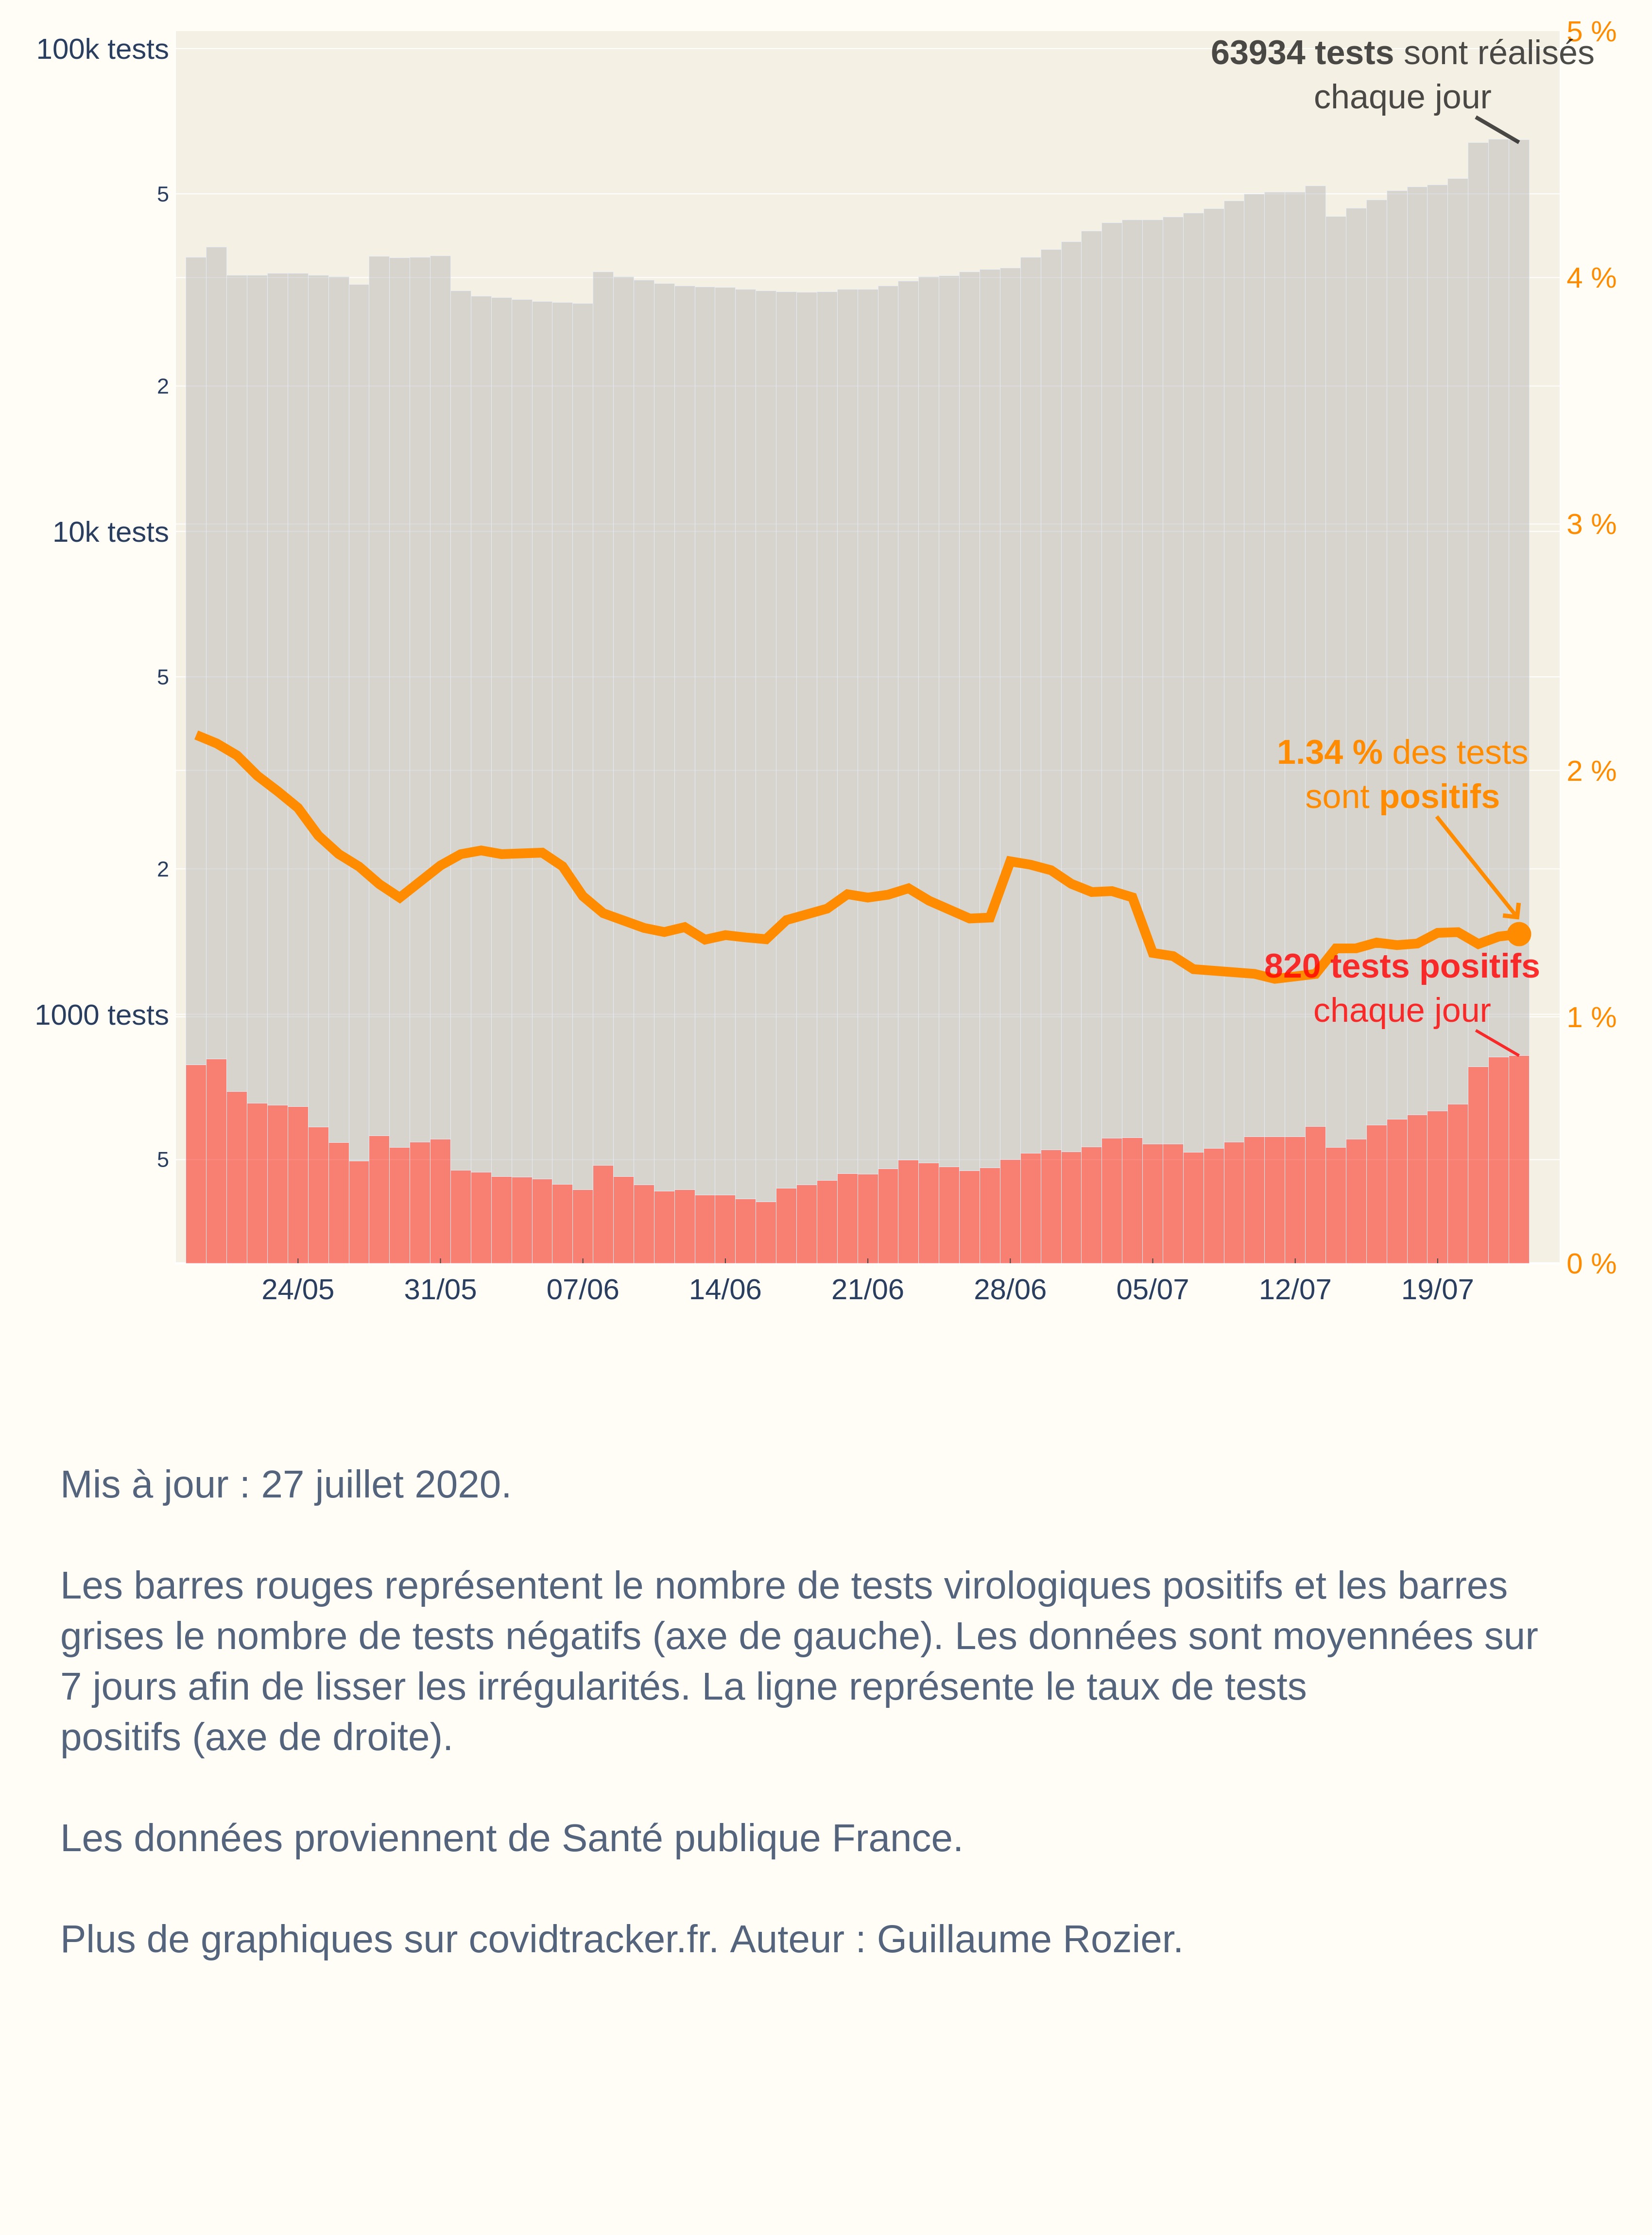 100k tests
5 %
63934 tests sont réalisés
chaque jour
5
4 %
2
10k tests
3 %
5
1.34 % des tests
sont positifs
2 %
2
820 tests positifs
chaque jour
1000 tests
1 %
5
0 %
24/05 31/05 07/06 14/06 21/06 28/06 05/07 12/07 19/07
Mis à jour : 27 juillet 2020.
Les barres rouges représentent le nombre de tests virologiques positifs et les barres
grises le nombre de tests négatifs (axe de gauche). Les données sont moyennées sur
7 jours afin de lisser les irrégularités. La ligne représente le taux de tests
positifs (axe de droite).
Les données proviennent de Santé publique France.
Plus de graphiques sur covidtracker.fr. Auteur : Guillaume Rozier.